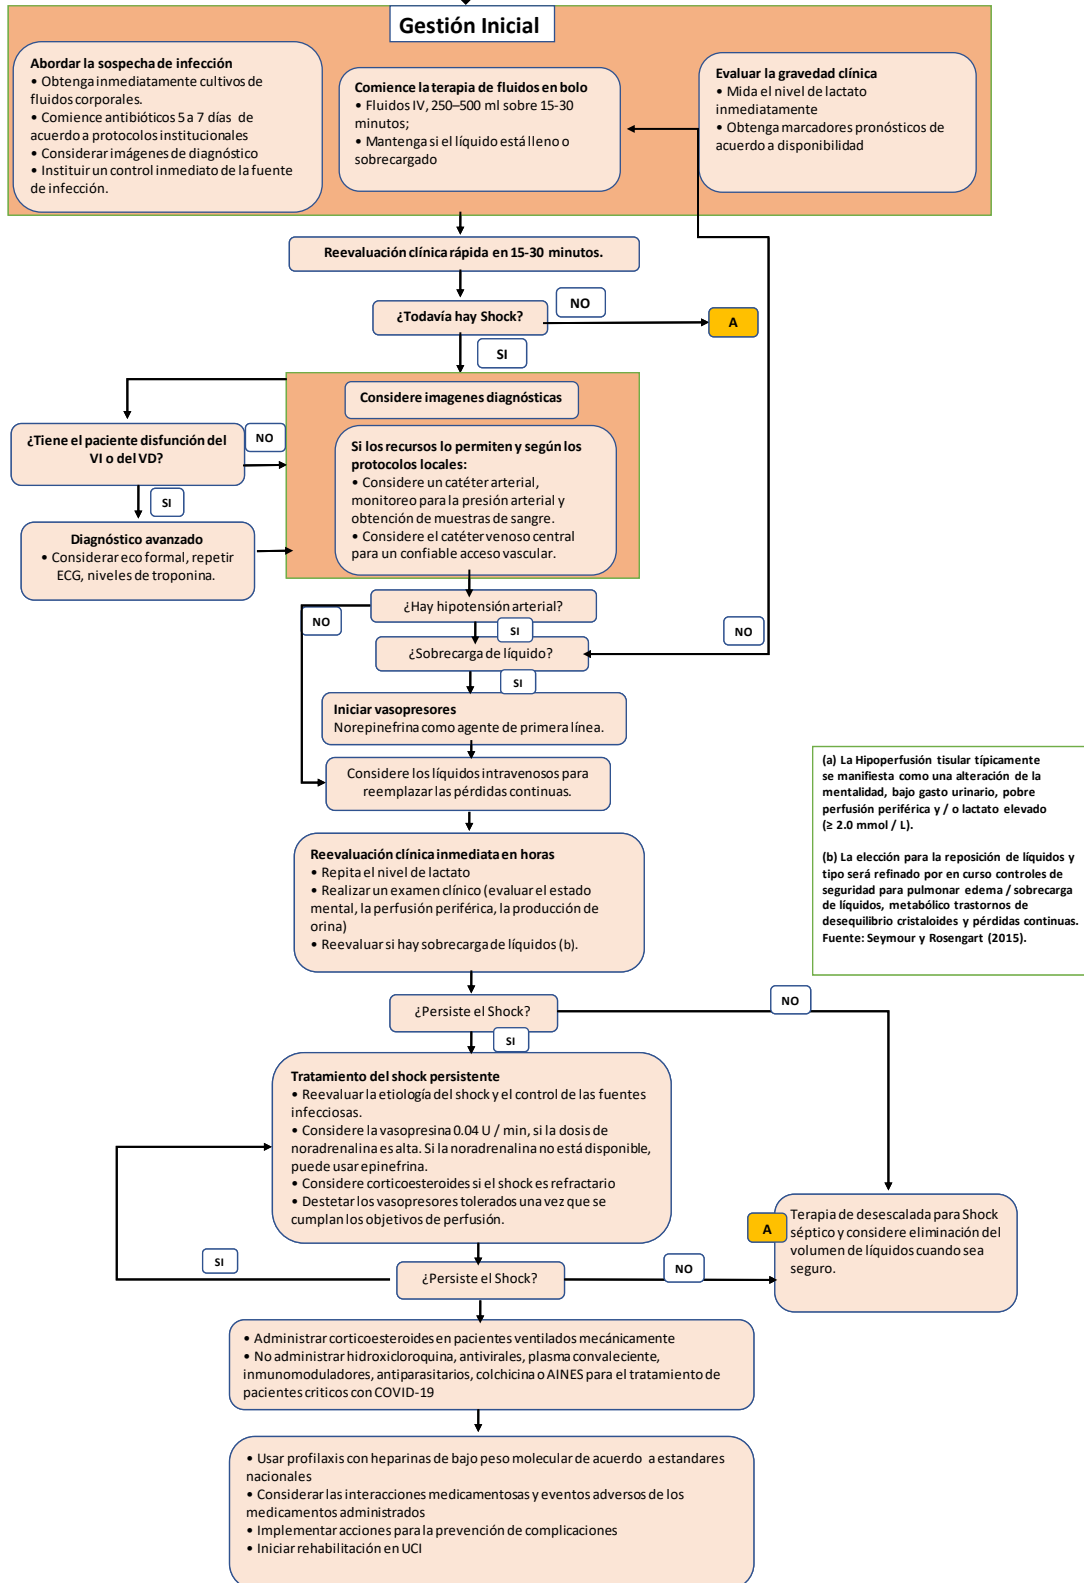 Gestión Inicial
Abordar la sospecha de infección
• Obtenga inmediatamente cultivos de
fluidos corporales.
• Comience antibióticos 5 a 7 días de
acuerdo a protocolos institucionales
• Considerar imágenes de diagnóstico
• Instituir un control inmediato de la fuente
de infección.
Comience la terapia de fluidos en bolo
• Fluidos IV, 250–500 ml sobre 15-30
minutos;
• Mantenga si el líquido está lleno o
sobrecargado
Evaluar la gravedad clínica
• Mida el nivel de lactato
inmediatamente
• Obtenga marcadores pronósticos de
acuerdo a disponibilidad
Reevaluación clínica rápida en 15-30 minutos.
¿Todavía hay Shock?
NO
A
SI
Considere imagenes diagnósticas
¿Tiene el paciente disfunción del
VI o del VD?
NO
SI
Diagnóstico avanzado
• Considerar eco formal, repetir
ECG, niveles de troponina.
Si los recursos lo permiten y según los
protocolos locales:
• Considere un catéter arterial,
monitoreo para la presión arterial y
obtención de muestras de sangre.
• Considere el catéter venoso central
para un confiable acceso vascular.
¿Hay hipotensión arterial?
NO
SI
NO
¿Sobrecarga de líquido?
SI
Iniciar vasopresores
Norepinefrina como agente de primera línea.
Considere los líquidos intravenosos para
reemplazar las pérdidas continuas.
(a) La Hipoperfusión tisular típicamente
se manifiesta como una alteración de la
mentalidad, bajo gasto urinario, pobre
perfusión periférica y / o lactato elevado
(≥ 2.0 mmol / L).
(b) La elección para la reposición de líquidos y
tipo será refinado por en curso controles de
seguridad para pulmonar edema / sobrecarga
de líquidos, metabólico trastornos de
desequilibrio cristaloides y pérdidas continuas.
Fuente: Seymour y Rosengart (2015).
Reevaluación clínica inmediata en horas
• Repita el nivel de lactato
• Realizar un examen clínico (evaluar el estado
mental, la perfusión periférica, la producción de
orina)
• Reevaluar si hay sobrecarga de líquidos (b).
¿Persiste el Shock?
NO
SI
Tratamiento del shock persistente
• Reevaluar la etiología del shock y el control de las fuentes
infecciosas.
• Considere la vasopresina 0.04 U / min, si la dosis de
noradrenalina es alta. Si la noradrenalina no está disponible,
puede usar epinefrina.
• Considere corticoesteroides si el shock es refractario
• Destetar los vasopresores tolerados una vez que se
cumplan los objetivos de perfusión.
A
Terapia de desescalada para Shock
séptico y considere eliminación del
volumen de líquidos cuando sea
seguro.
SI
¿Persiste el Shock?
NO
• Administrar corticoesteroides en pacientes ventilados mecánicamente
• No administrar hidroxicloroquina, antivirales, plasma convaleciente,
inmunomoduladores, antiparasitarios, colchicina o AINES para el tratamiento de
pacientes criticos con COVID-19
• Usar profilaxis con heparinas de bajo peso molecular de acuerdo a estandares
nacionales
• Considerar las interacciones medicamentosas y eventos adversos de los
medicamentos administrados
• Implementar acciones para la prevención de complicaciones
• Iniciar rehabilitación en UCI